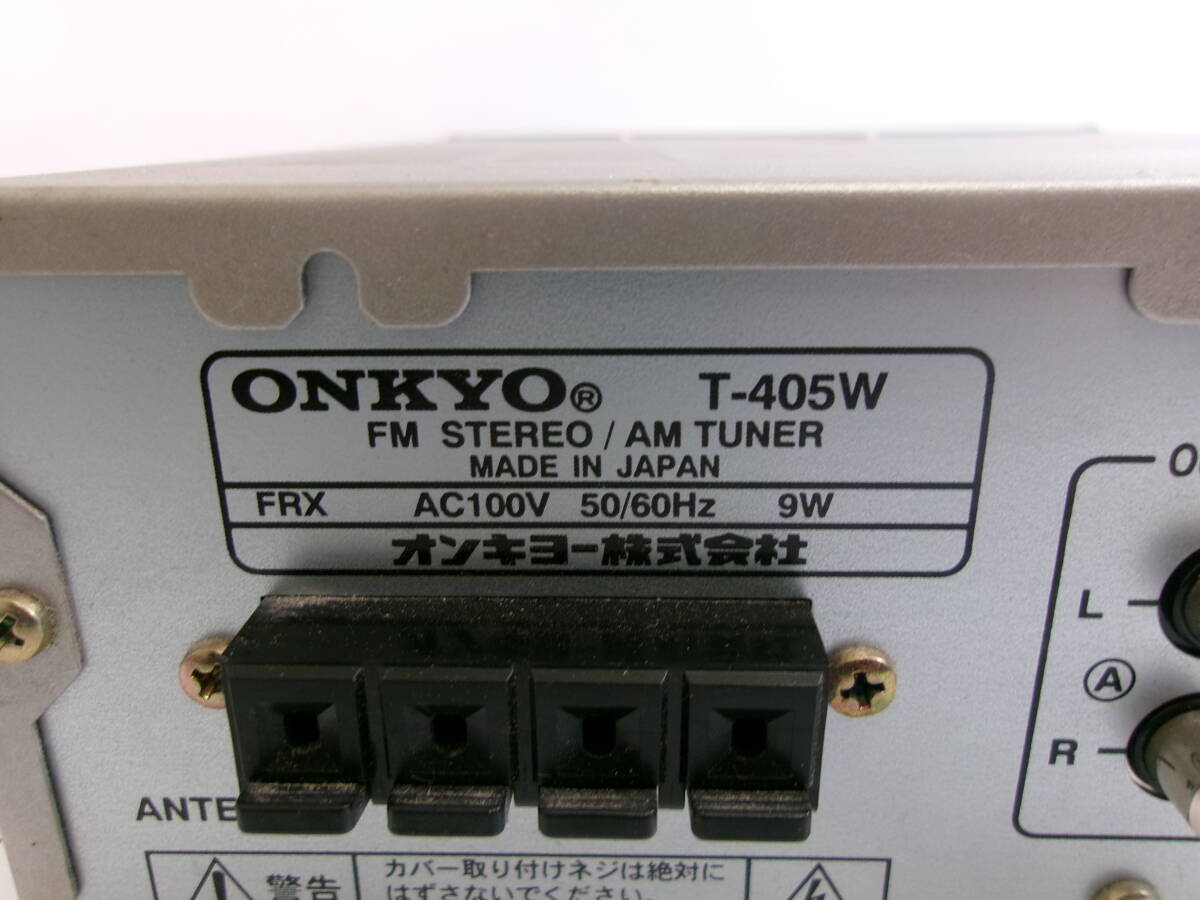 ONKYO® T-405W
FM STEREO / AM TUNER
MADE IN JAPAN
FRX AC100V 50/60Hz 9W
オンキヨー株式会社
L
Ⓐ
R
ANTE
警告
カバー取り付けネジは絶対に
はずさないでください。